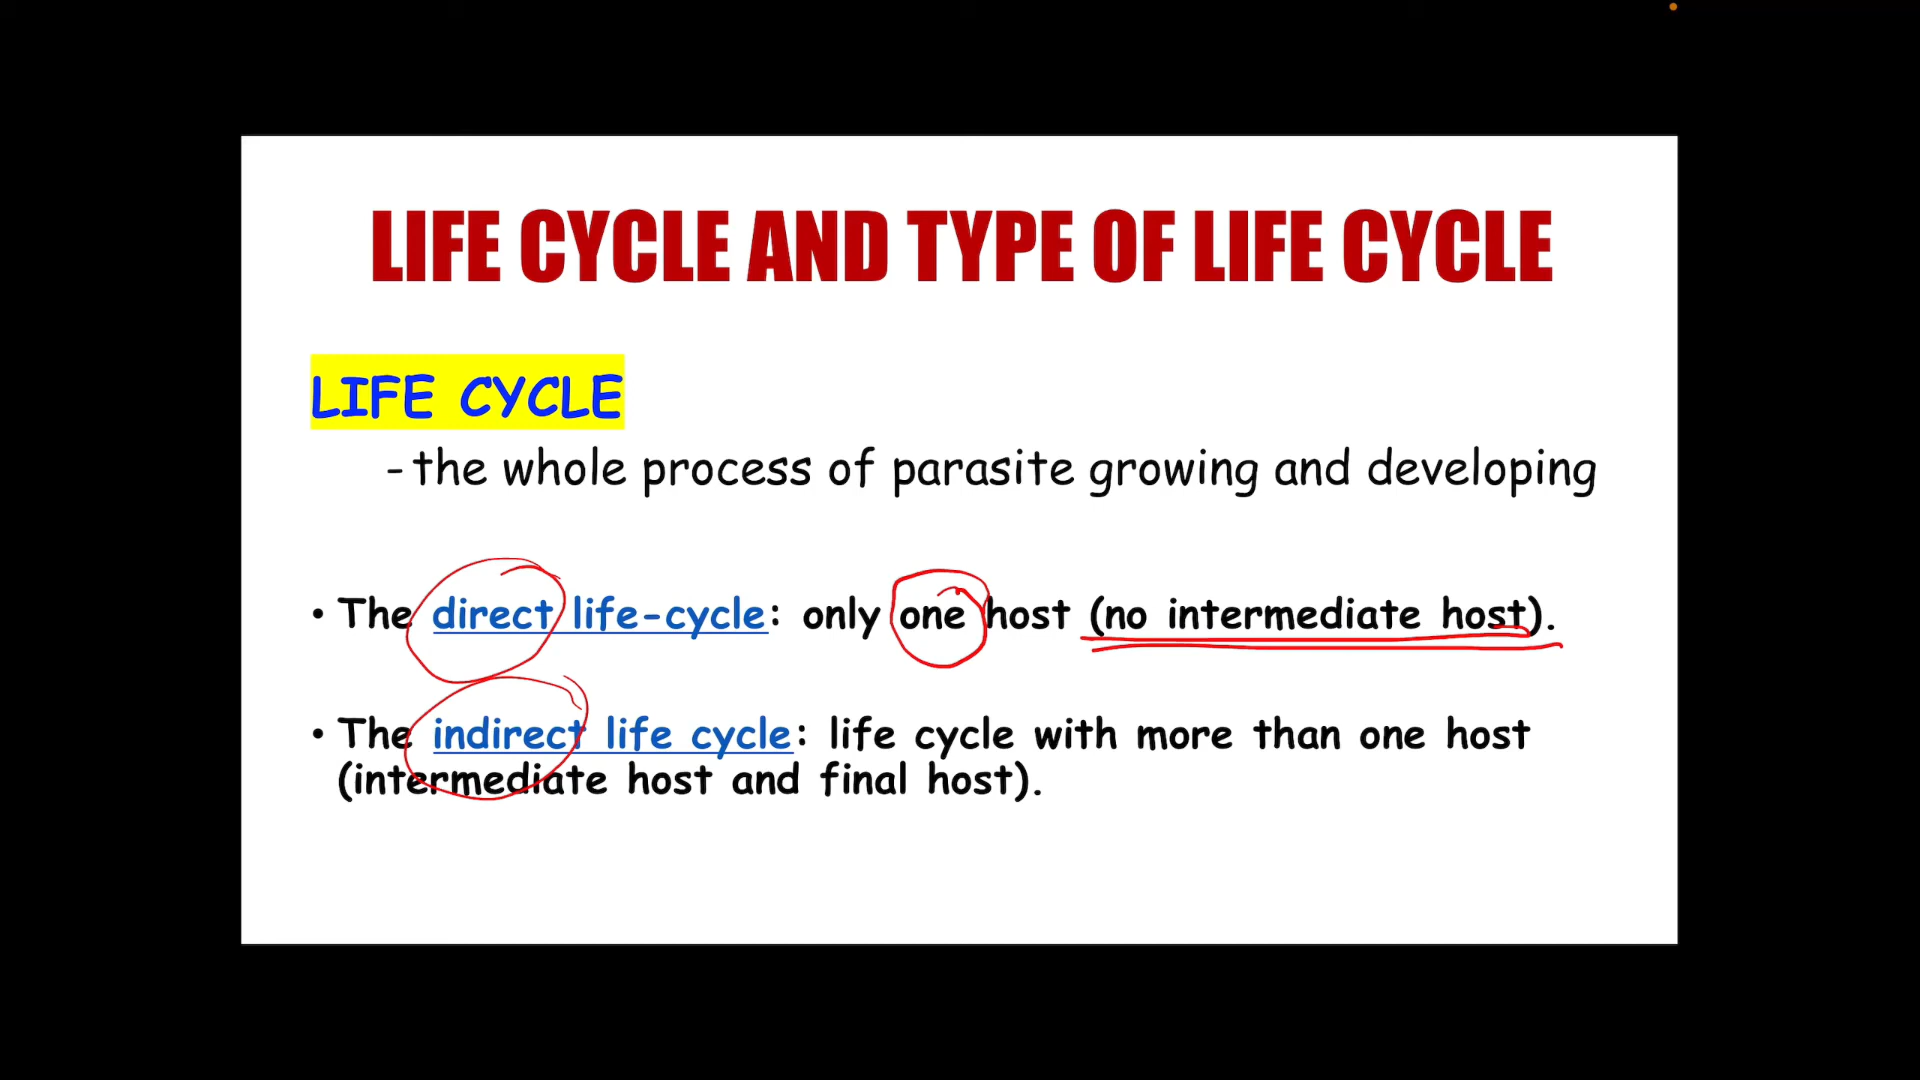 LIFE CYCLE AND TYPE OF LIFE CYCLE
LIFE CYCLE
- the whole process of parasite growing and developing
• The direct life-cycle: only one host (no intermediate host).
• The indirect life cycle: life cycle with more than one host
(intermediate host and final host).